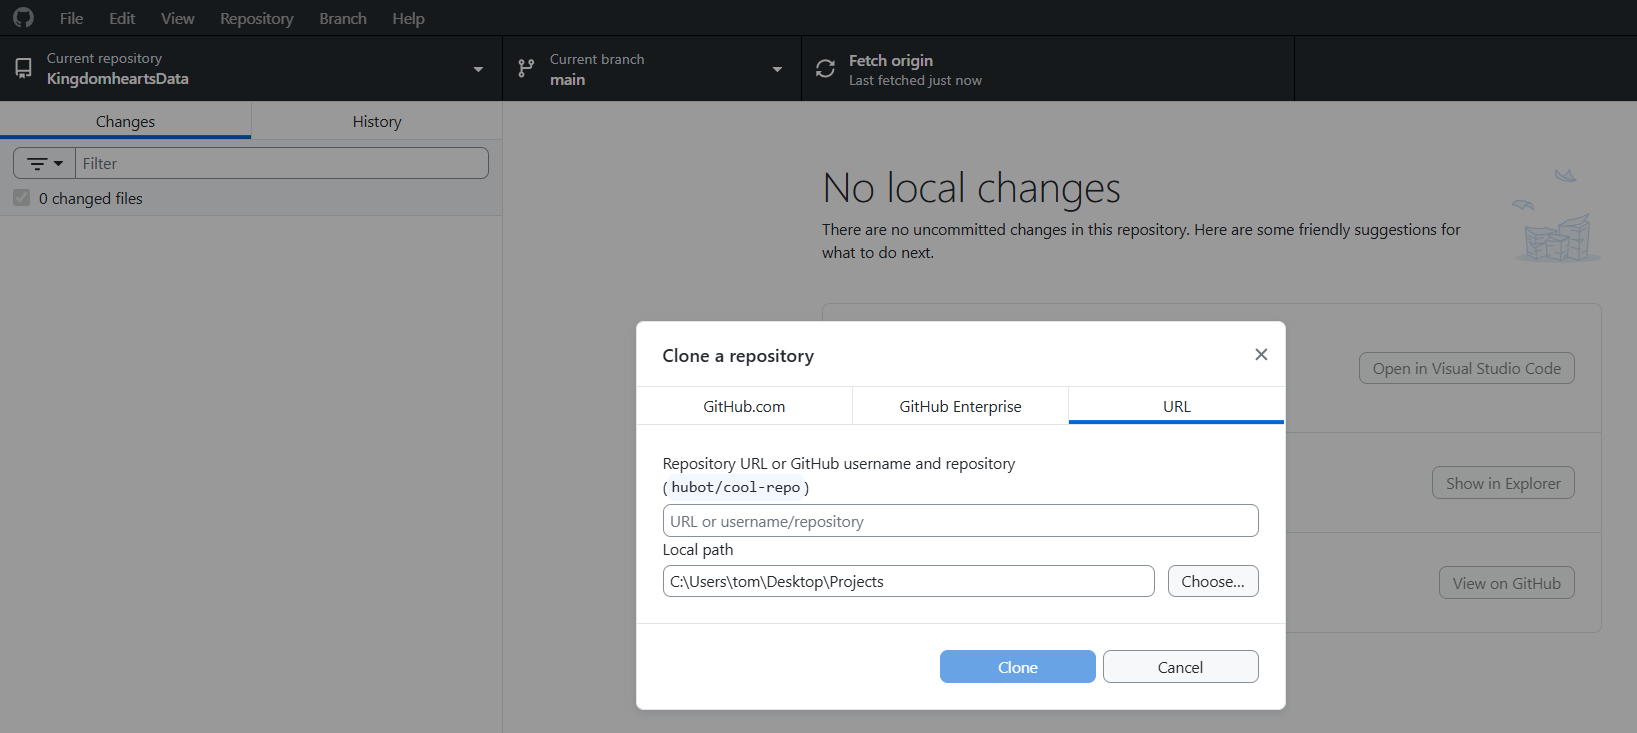 File Edit View Repository Branch Help
Current repository
KingdomheartsData
Current branch
main
Fetch origin
Last fetched just now
Changes
History
Filter
0 changed files
No local changes
There are no uncommitted changes in this repository. Here are some friendly suggestions for
what to do next.
Open in Visual Studio Code
Show in Explorer
View on GitHub
Clone a repository
GitHub.com
GitHub Enterprise
URL
Repository URL or GitHub username and repository
(hubot/cool-repo)
URL or username/repository
Local path
C:\Users\tom\Desktop\Projects
Choose...
Clone
Cancel